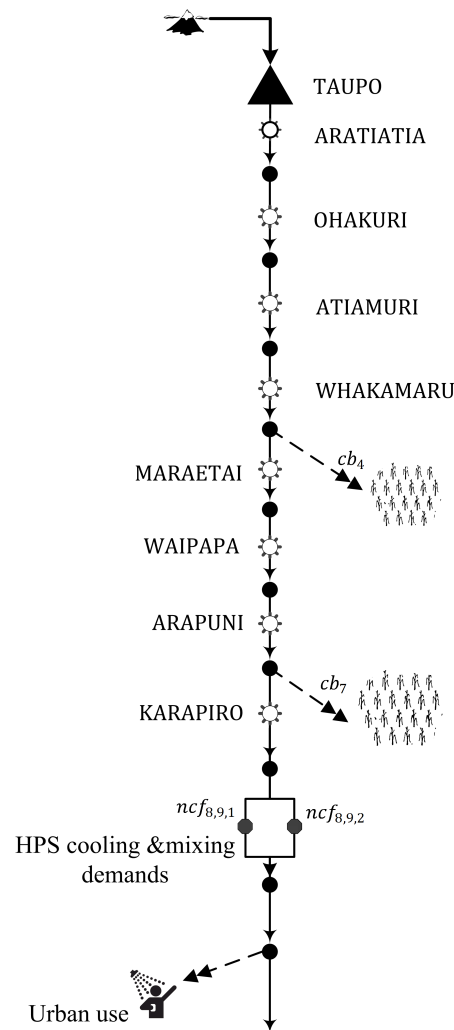 TAUPO
ARATIATIA
OHAKURI
ATIAMURI
WHAKAMARU
cb₄
MARAETAI
WAIPAPA
ARAPUNI
cb₇
KARAPIRO
ncf₈,₉,₁
ncf₈,₉,₂
HPS cooling &mixing
demands
Urban use